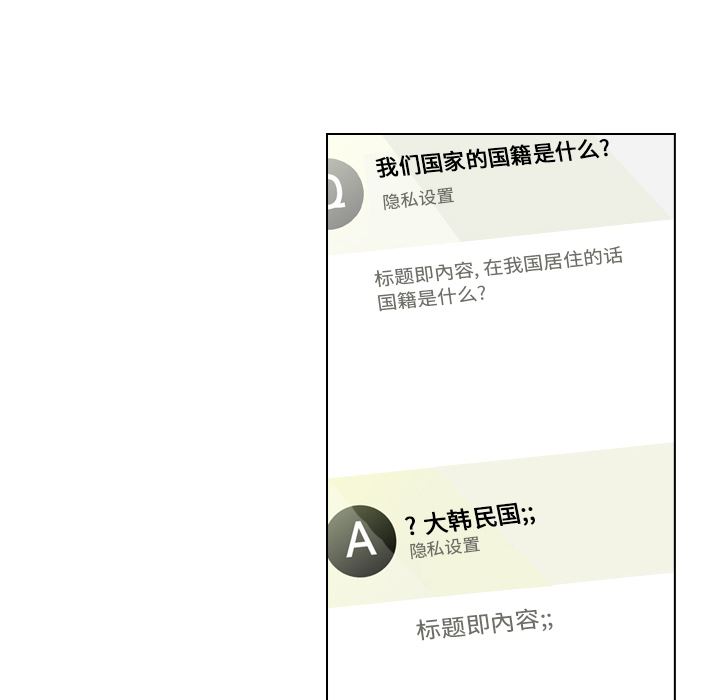 Q
我们国家的国籍是什么?
隐私设置
标题即內容, 在我国居住的话
国籍是什么?
A
? 大韩民国;;
隐私设置
标题即內容;;